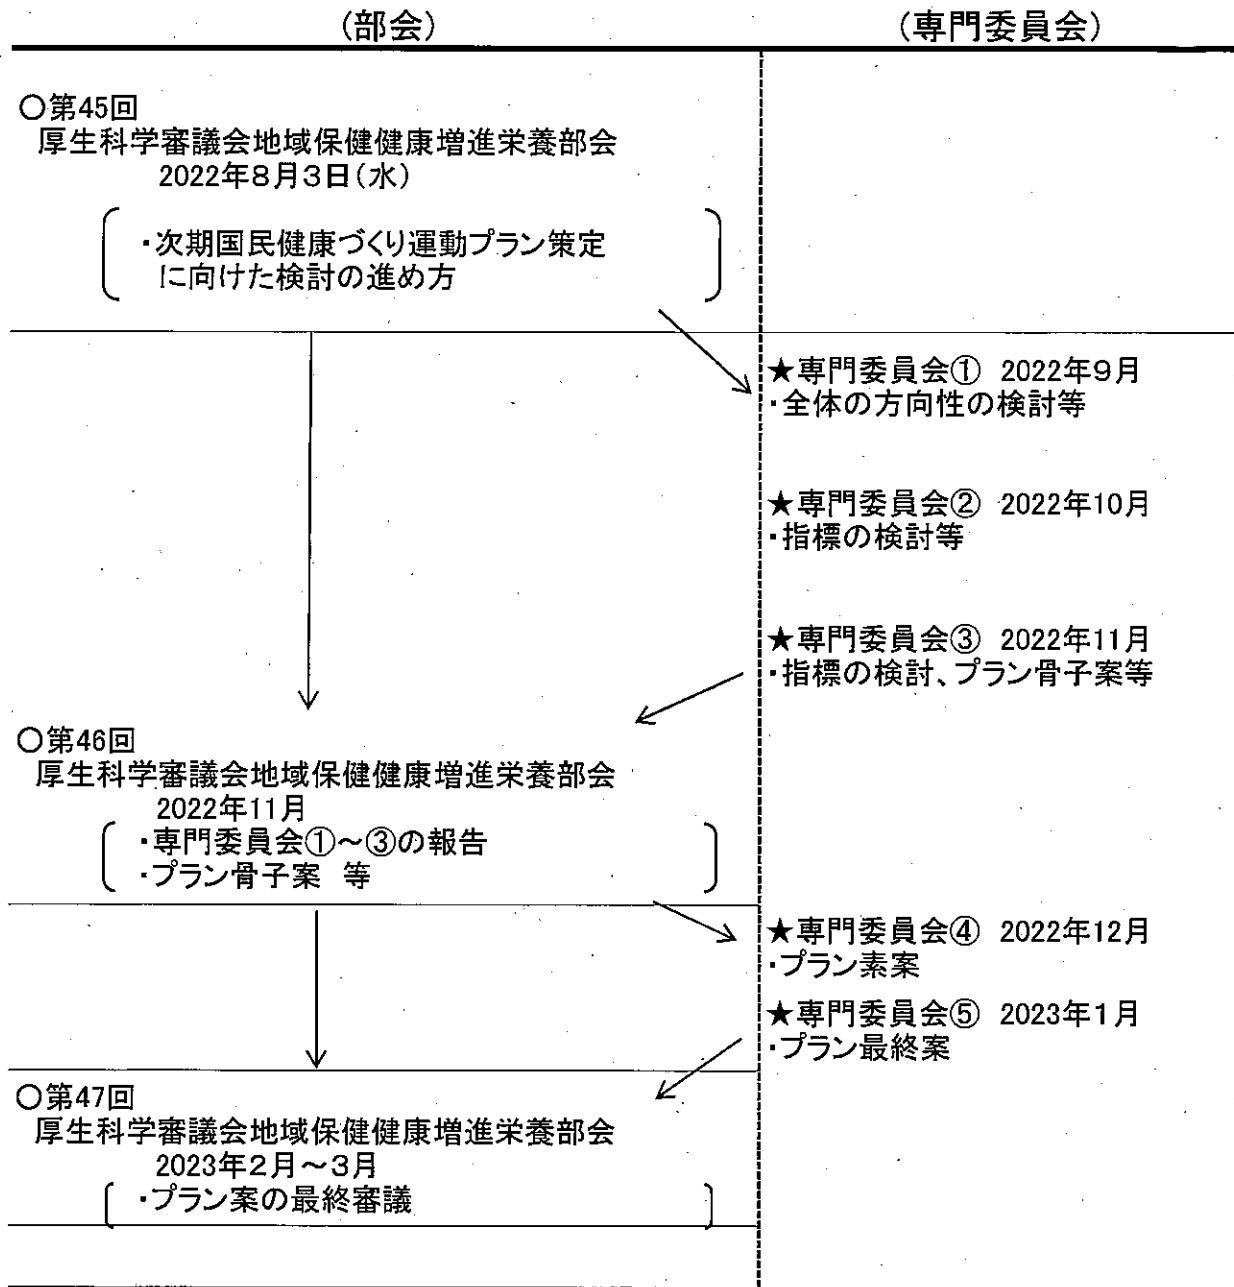 (部会)
(専門委員会)
○第45回
厚生科学審議会地域保健健康増進栄養部会
2022年8月3日(水)
・次期国民健康づくり運動プラン策定
に向けた検討の進め方
★専門委員会① 2022年9月
・全体の方向性の検討等
★専門委員会② 2022年10月
・指標の検討等
★専門委員会③ 2022年11月
・指標の検討、プラン骨子案等
○第46回
厚生科学審議会地域保健健康増進栄養部会
2022年11月
・専門委員会①～③の報告
・プラン骨子案 等
★専門委員会④ 2022年12月
・プラン素案
★専門委員会⑤ 2023年1月
・プラン最終案
○第47回
厚生科学審議会地域保健健康増進栄養部会
2023年2月～3月
・プラン案の最終審議